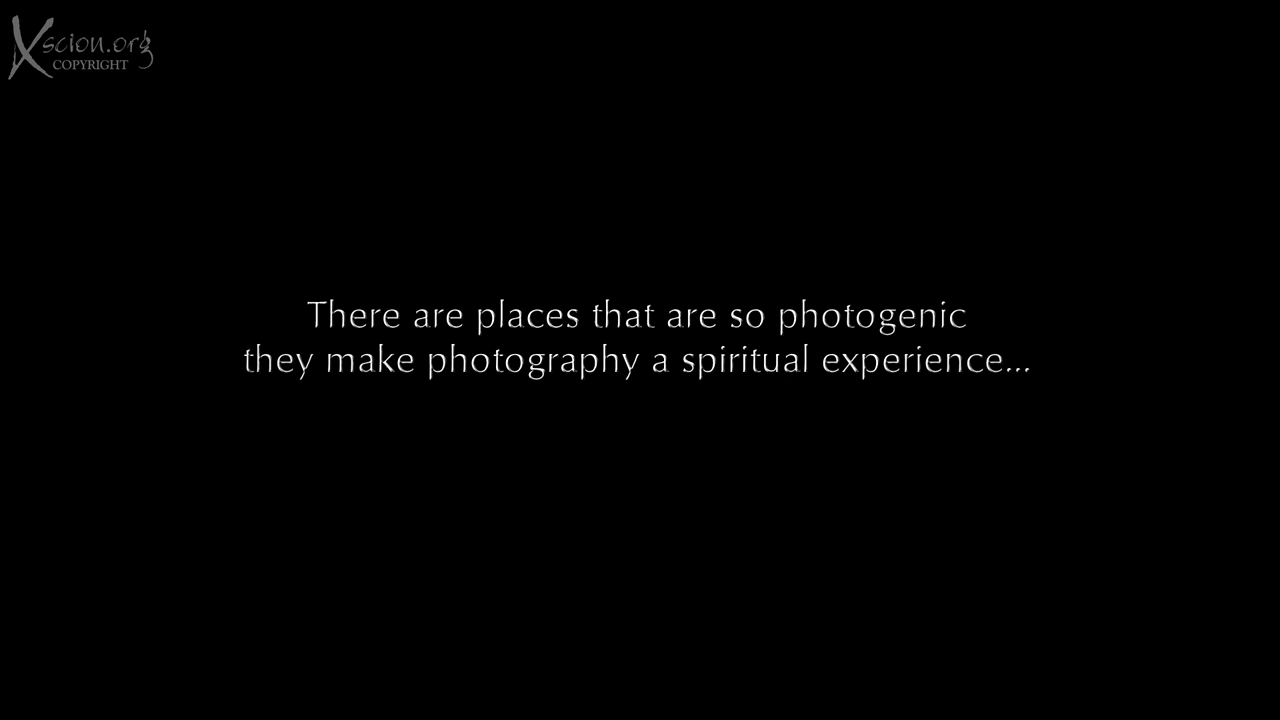 Xscion.org
COPYRIGHT
There are places that are so photogenic
they make photography a spiritual experience...